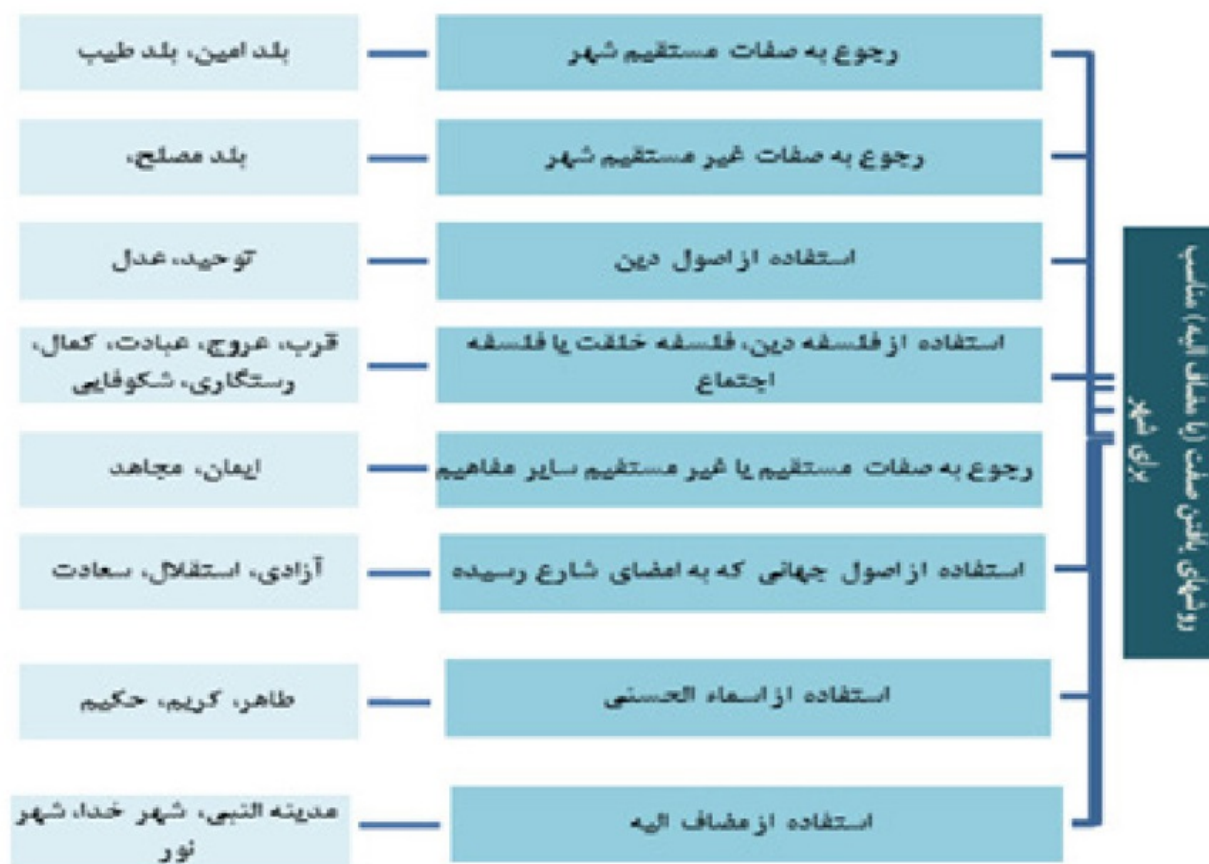 روشهای یافتن صفت (یا مضاف الیه) مناسب
برای شهر
رجوع به صفات مستقیم شهر
بلد امین، بلد طیب
رجوع به صفات غیر مستقیم شهر
بلد مصلح،
استفاده از اصول دین
توحید، عدل
استفاده از فلسفه دین، فلسفه خلقت یا فلسفه
اجتماع
قرب، عروج، عبادت، کمال،
رستگاری، شکوفایی
رجوع به صفات مستقیم یا غیر مستقیم سایر مفاهیم
ایمان، مجاهد
استفاده از اصول جهانی که به امضای شارع رسیده
آزادی، استقلال، سعادت
استفاده از اسماء الحسنی
طاهر، کریم، حکیم
استفاده از مضاف الیه
مدینه النبی، شهر خدا، شهر
نور